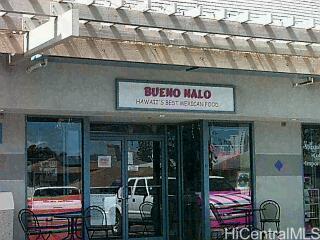 BUENO NALO
HAWAII'S BEST MEXICAN FOOD
HiCentralMLS